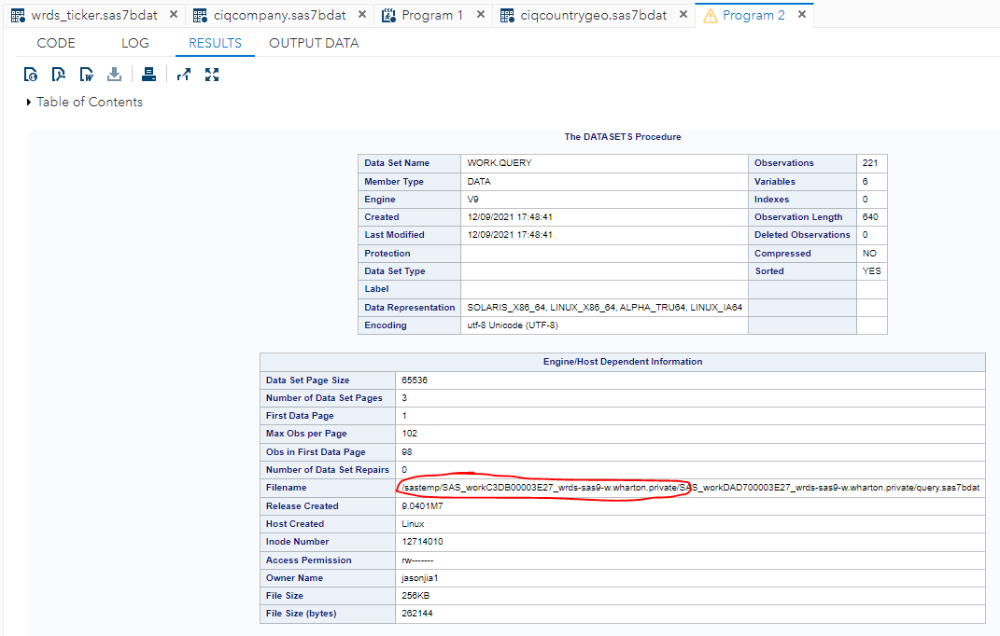 wrds_ticker.sas7bdat × ciqcompany.sas7bdat × Program 1 × ciqcountrygeo.sas7bdat × Program 2 ×
CODE LOG RESULTS OUTPUT DATA
Table of Contents
The DATASETS Procedure
Data Set Name WORK.QUERY Observations 221
Member Type DATA Variables 6
Engine V9 Indexes 0
Created 12/09/2021 17:48:41 Observation Length 640
Last Modified 12/09/2021 17:48:41 Deleted Observations 0
Protection Compressed NO
Data Set Type Sorted YES
Label
Data Representation SOLARIS_X86_64, LINUX_X86_64, ALPHA_TRU64, LINUX_IA64
Encoding utf-8 Unicode (UTF-8)
Engine/Host Dependent Information
Data Set Page Size 65536
Number of Data Set Pages 3
First Data Page 1
Max Obs per Page 102
Obs in First Data Page 98
Number of Data Set Repairs 0
Filename /sastemp/SAS_workC3DB00003E27_wrds-sas9-w.wharton.private/SAS_workDAD700003E27_wrds-sas9-w.wharton.private/query.sas7bdat
Release Created 9.0401M7
Host Created Linux
Inode Number 12714010
Access Permission rw-------
Owner Name jasonjia1
File Size 256KB
File Size (bytes) 262144